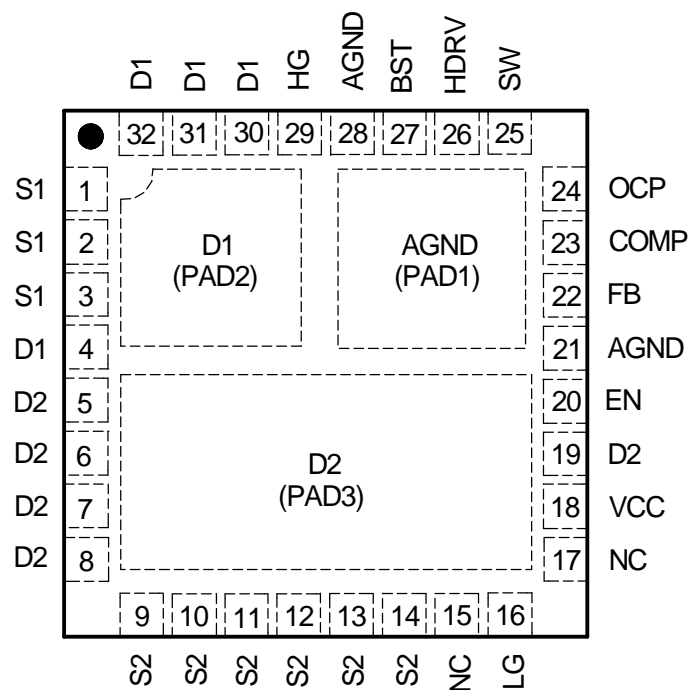 D1 D1 D1 HG AGND BST HDRV SW
32 31 30 29 28 27 26 25
S1 1 24 OCP
S1 2 23 COMP
S1 3 22 FB
D1 4 21 AGND
D2 5 20 EN
D2 6 19 D2
D2 7 18 VCC
D2 8 17 NC
D1
(PAD2)
AGND
(PAD1)
D2
(PAD3)
9 10 11 12 13 14 15 16
S2 S2 S2 S2 S2 S2 NC LG